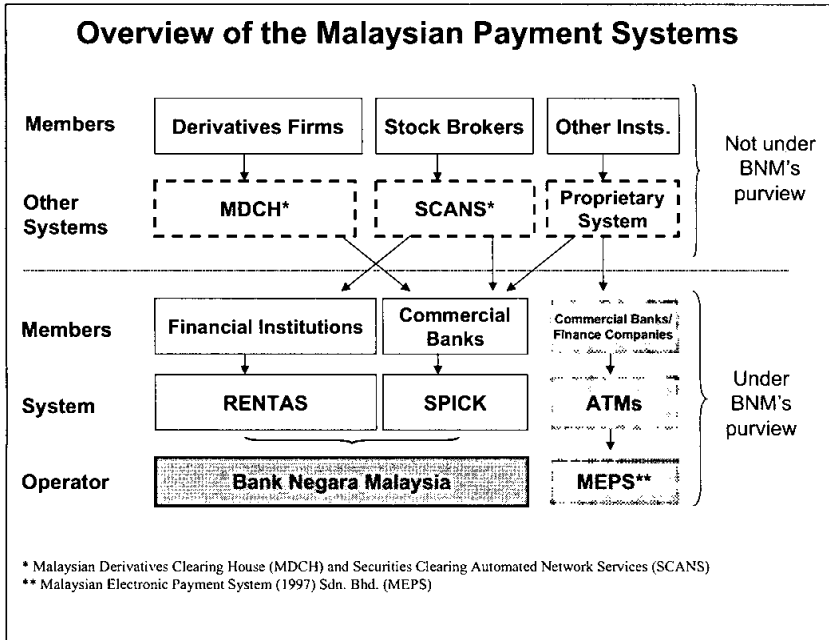 Overview of the Malaysian Payment Systems
Members
Derivatives Firms
Stock Brokers
Other Insts.
Not under
BNM's
purview
Other
Systems
MDCH*
SCANS*
Proprietary
System
Members
Financial Institutions
Commercial
Banks
Commercial Banks/
Finance Companies
Under
BNM's
purview
System
RENTAS
SPICK
ATMs
Operator
Bank Negara Malaysia
MEPS**
* Malaysian Derivatives Clearing House (MDCH) and Securities Clearing Automated Network Services (SCANS)
** Malaysian Electronic Payment System (1997) Sdn. Bhd. (MEPS)